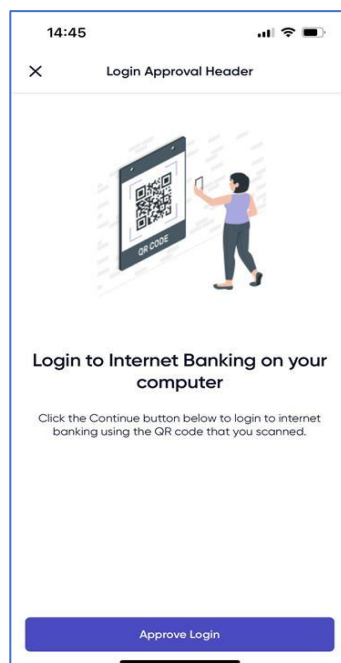 14:45
Login Approval Header
QR CODE
Login to Internet Banking on your
computer
Click the Continue button below to login to internet
banking using the QR code that you scanned.
Approve Login